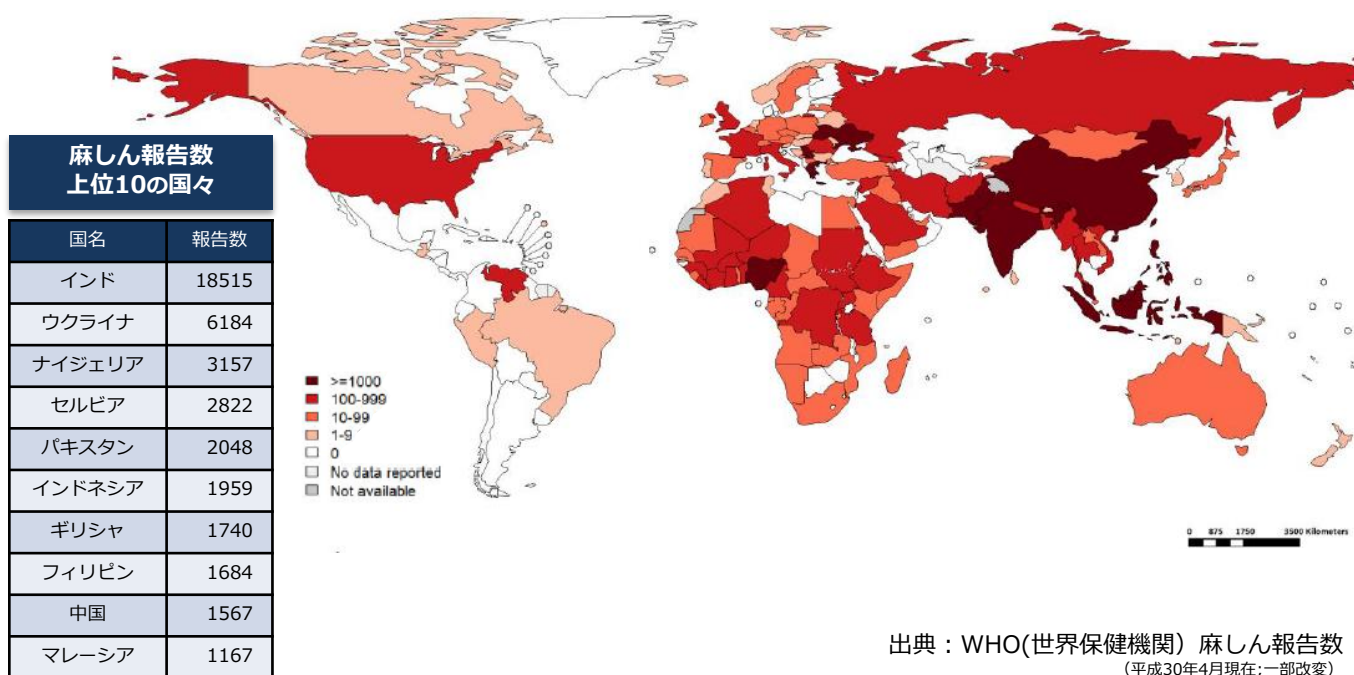 麻しん報告数
上位10の国々
国名 報告数
インド 18515
ウクライナ 6184
ナイジェリア 3157
セルビア 2822
パキスタン 2048
インドネシア 1959
ギリシャ 1740
フィリピン 1684
中国 1567
マレーシア 1167
>=1000
100-999
10-99
1-9
0
No data reported
Not available
0 875 1750 3500 Kilometers
出典：WHO(世界保健機関）麻しん報告数
（平成30年4月現在:一部改変）